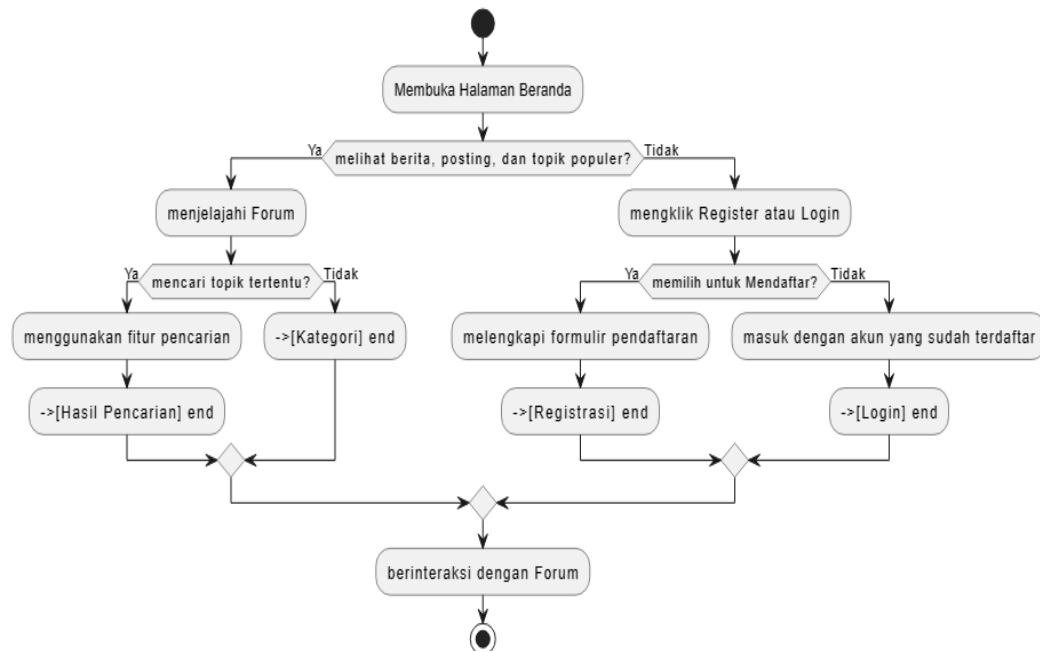 Membuka Halaman Beranda
Ya
melihat berita, posting, dan topik populer?
Tidak
menjelajahi Forum
mengklik Register atau Login
Ya
mencari topik tertentu?
Tidak
Ya
memilih untuk Mendaftar?
Tidak
menggunakan fitur pencarian
->[Kategori] end
melengkapi formulir pendaftaran
masuk dengan akun yang sudah terdaftar
->[Hasil Pencarian] end
->[Registrasi] end
->[Login] end
berinteraksi dengan Forum